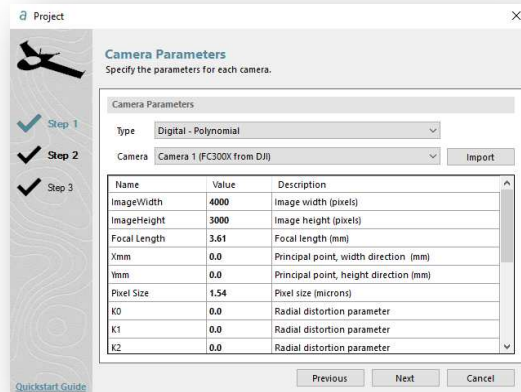 a Project
Camera Parameters
Specify the parameters for each camera.
Step 1
Step 2
Step 3
Camera Parameters
Type Digital - Polynomial
Camera Camera 1 (FC300X from DJI) Import
Name Value Description
ImageWidth 4000 Image width (pixels)
ImageHeight 3000 Image height (pixels)
Focal Length 3.61 Focal length (mm)
Xmm 0.0 Principal point, width direction (mm)
Ymm 0.0 Principal point, height direction (mm)
Pixel Size 1.54 Pixel size (microns)
K0 0.0 Radial distortion parameter
K1 0.0 Radial distortion parameter
K2 0.0 Radial distortion parameter
Previous Next Cancel
Quickstart Guide